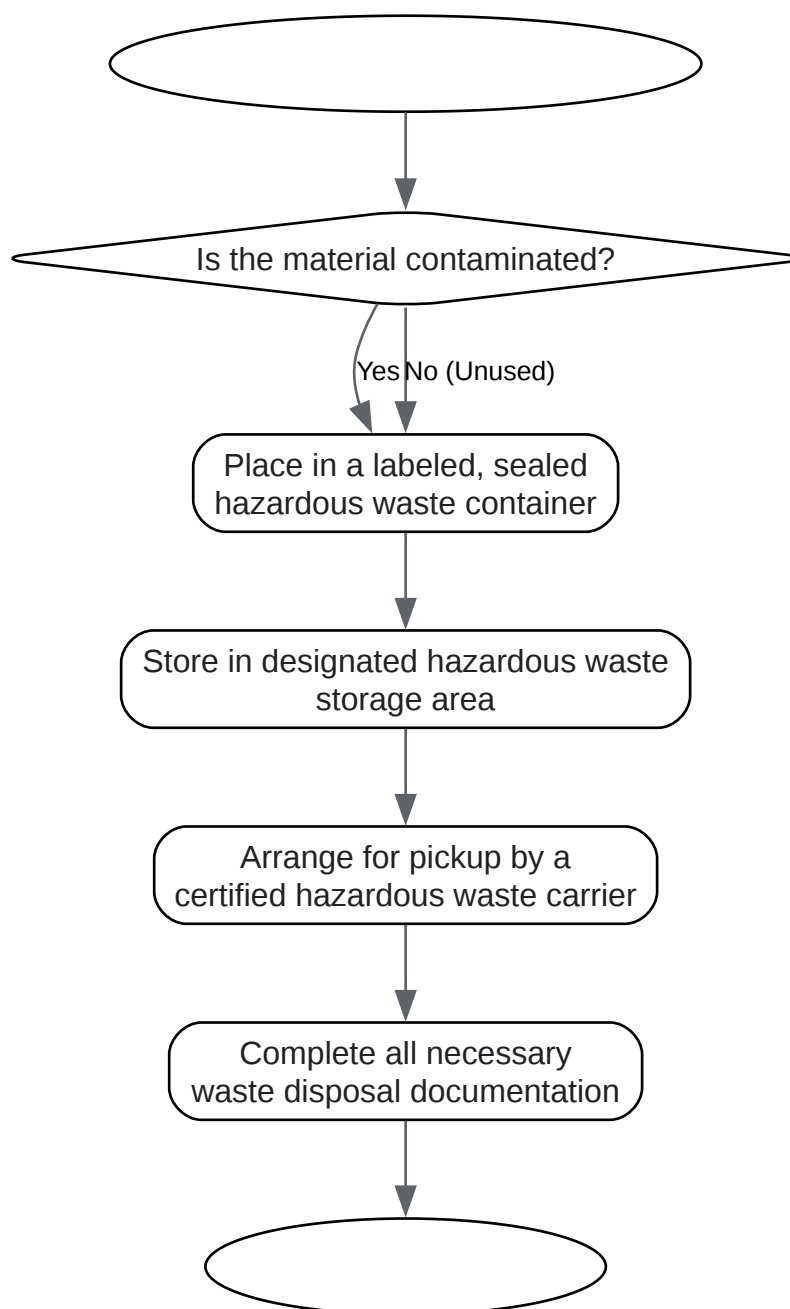 Is the material contaminated?
Yes No (Unused)
Place in a labeled, sealed
hazardous waste container
Store in designated hazardous waste
storage area
Arrange for pickup by a
certified hazardous waste carrier
Complete all necessary
waste disposal documentation